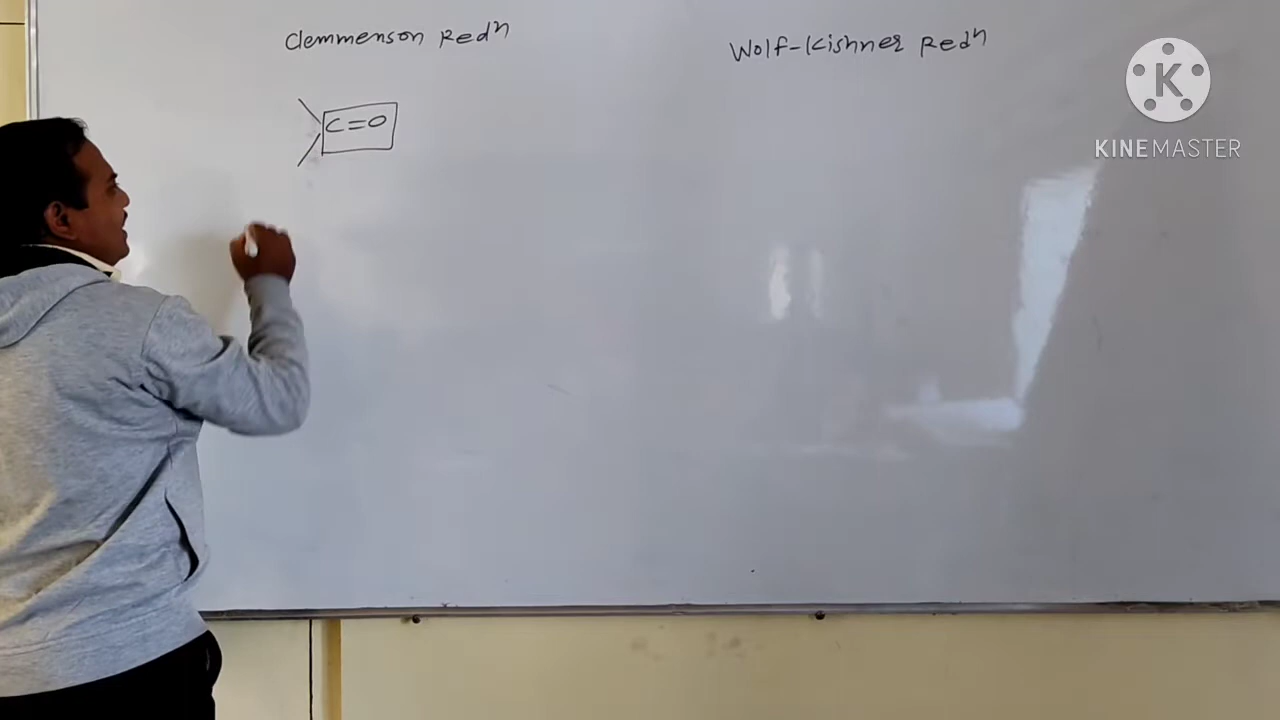 Clemmenson Redⁿ
Wolf-Kishner Redⁿ
C=O
K
KINEMASTER